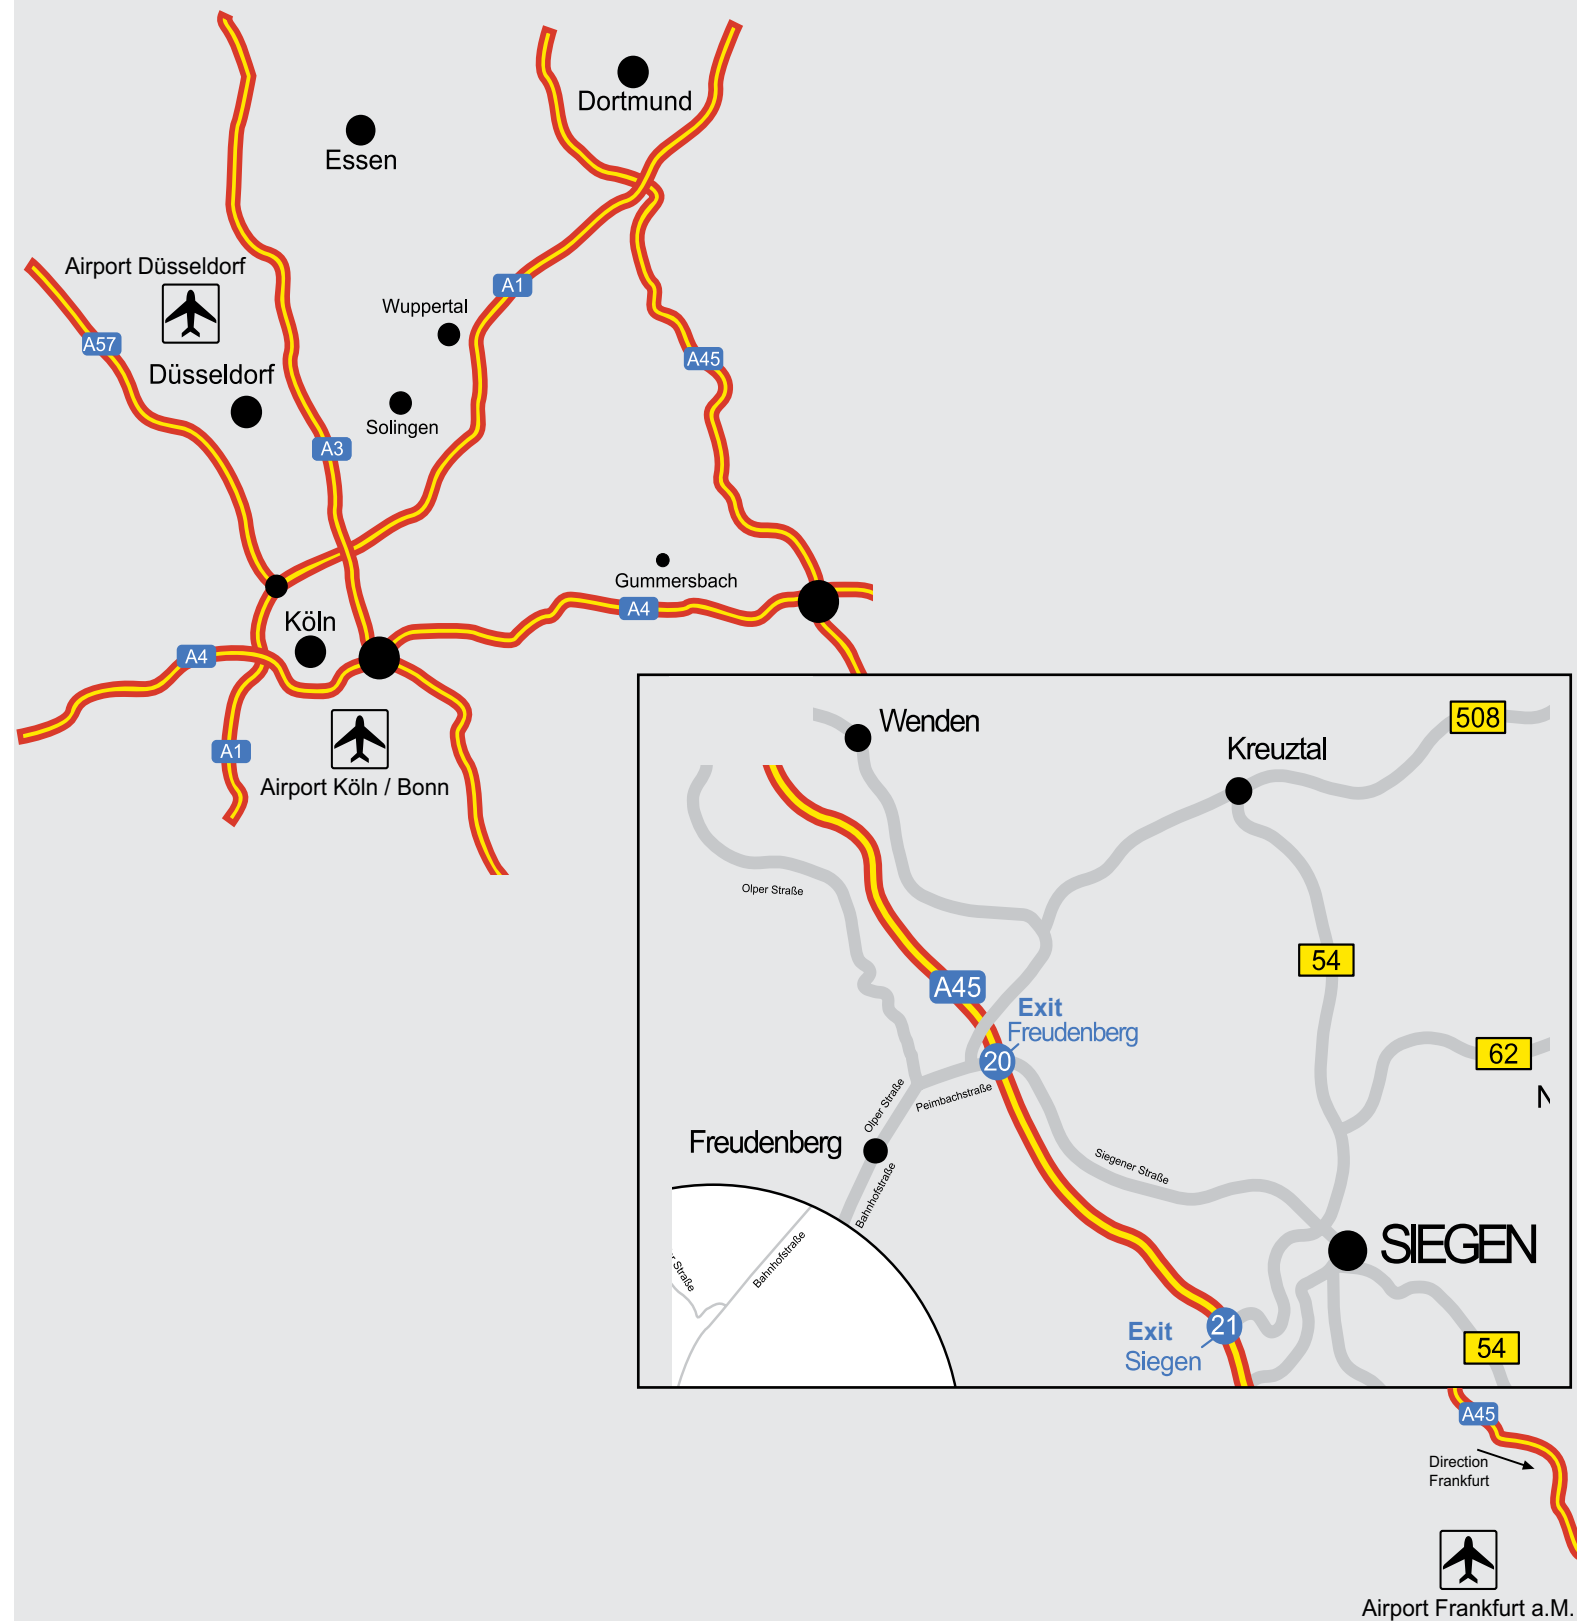 Dortmund
Essen
Airport Düsseldorf
A1
Wuppertal
A57
A45
Düsseldorf
Solingen
A3
Gummersbach
A4
Köln
A4
A1
Airport Köln / Bonn
Wenden
508
Kreuztal
Olper Straße
54
A45
Exit
Freudenberg
20
62
Olper Straße
Peimbachstraße
N
Freudenberg
Siegener Straße
Bahnhofstraße
Bahnhofstraße
r Straße
SIEGEN
21
Exit
Siegen
54
A45
Direction
Frankfurt
Airport Frankfurt a.M.